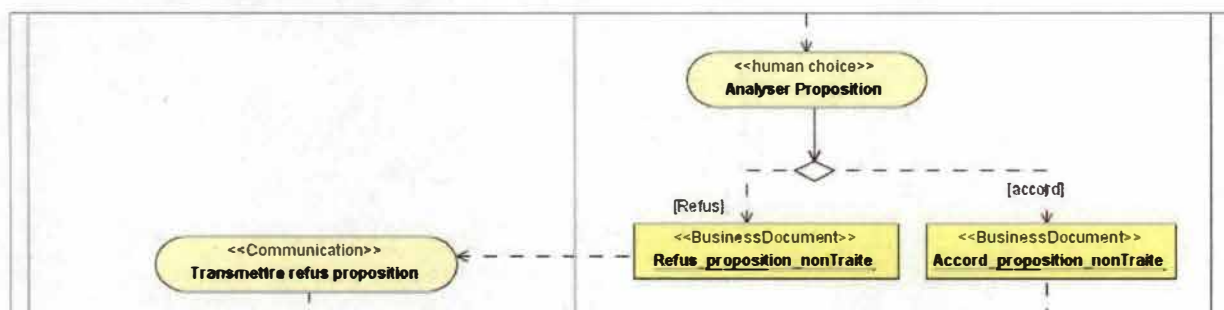 <<human choice>>
Analyser Proposition
[Refus]
[accord]
<<BusinessDocument>>
Refus_proposition_nonTraite
<<BusinessDocument>>
Accord_proposition_nonTraite
<<Communication>>
Transmettre refus proposition